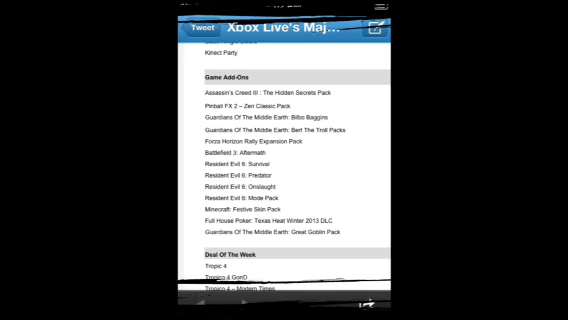 Tweet
Xbox Live's Maj...
Kinect Party
Game Add-Ons
Assassin's Creed III : The Hidden Secrets Pack
Pinball FX 2 – Zen Classic Pack
Guardians Of The Middle Earth: Bilbo Baggins
Guardians Of The Middle Earth: Bert The Troll Packs
Forza Horizon Rally Expansion Pack
Battlefield 3: Aftermath
Resident Evil 6: Survival
Resident Evil 6: Predator
Resident Evil 6: Onslaught
Resident Evil 6: Mode Pack
Minecraft: Festive Skin Pack
Full House Poker: Texas Heat Winter 2013 DLC
Guardians Of The Middle Earth: Great Goblin Pack
Deal Of The Week
Tropic 4
Tropico 4 GonD
Tropico 4 – Modern Times